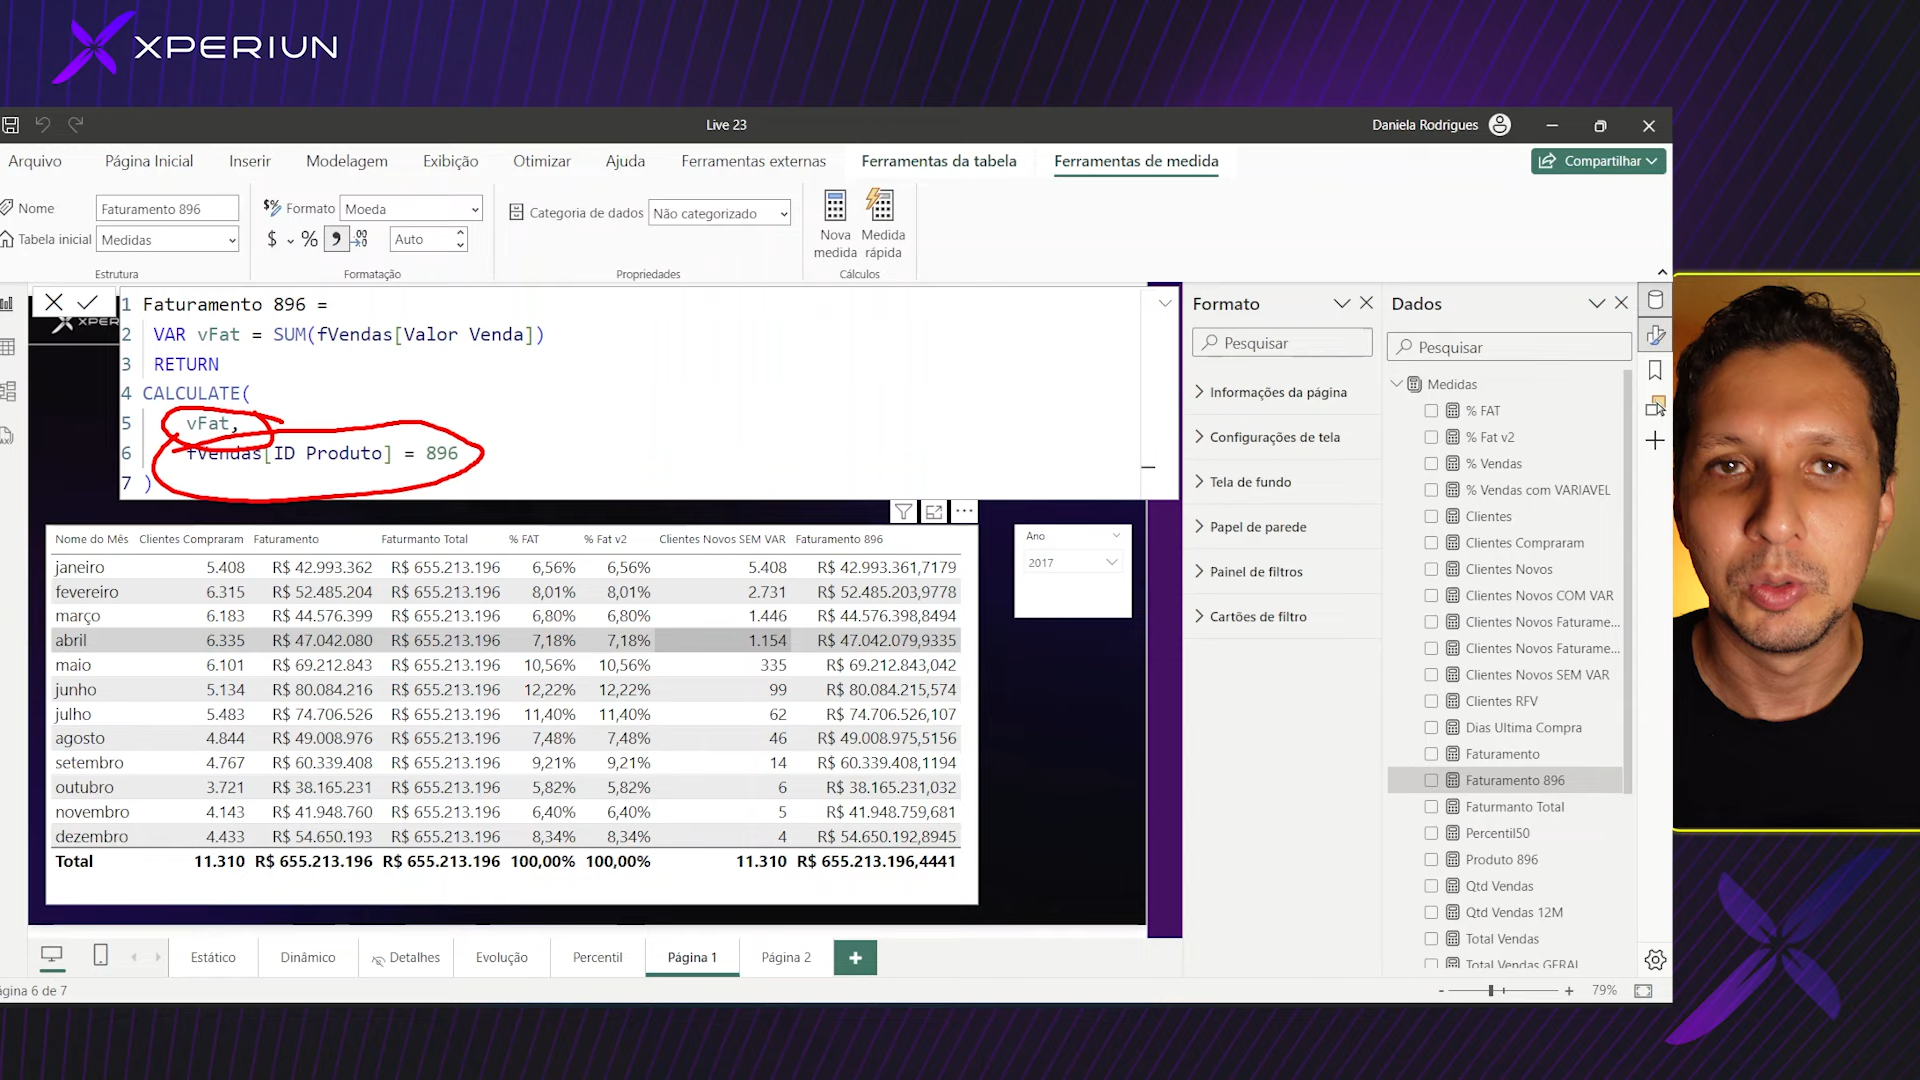 XPERIUN
Live 23
Daniela Rodrigues
Arquivo
Página Inicial
Inserir
Modelagem
Exibição
Otimizar
Ajuda
Ferramentas externas
Ferramentas da tabela
Ferramentas de medida
Compartilhar
Nome
Faturamento 896
Tabela inicial
Medidas
Estrutura
Formato
Moeda
$ % 9 .00 →.0
Auto
Formatação
Categoria de dados
Não categorizado
Propriedades
Nova medida
Medida rápida
Cálculos
XPER
1 Faturamento 896 =
2 VAR vFat = SUM(fVendas[Valor Venda])
3 RETURN
4 CALCULATE(
5 vFat,
6 fVendas[ID Produto] = 896
7 )
Nome do Mês Clientes Compraram Faturamento Faturmanto Total % FAT % Fat v2 Clientes Novos SEM VAR Faturamento 896
janeiro 5.408 R$ 42.993.362 R$ 655.213.196 6,56% 6,56% 5.408 R$ 42.993.361,7179
fevereiro 6.315 R$ 52.485.204 R$ 655.213.196 8,01% 8,01% 2.731 R$ 52.485.203,9778
março 6.183 R$ 44.576.399 R$ 655.213.196 6,80% 6,80% 1.446 R$ 44.576.398,8494
abril 6.335 R$ 47.042.080 R$ 655.213.196 7,18% 7,18% 1.154 R$ 47.042.079,9335
maio 6.101 R$ 69.212.843 R$ 655.213.196 10,56% 10,56% 335 R$ 69.212.843,042
junho 5.134 R$ 80.084.216 R$ 655.213.196 12,22% 12,22% 99 R$ 80.084.215,574
julho 5.483 R$ 74.706.526 R$ 655.213.196 11,40% 11,40% 62 R$ 74.706.526,107
agosto 4.844 R$ 49.008.976 R$ 655.213.196 7,48% 7,48% 46 R$ 49.008.975,5156
setembro 4.767 R$ 60.339.408 R$ 655.213.196 9,21% 9,21% 14 R$ 60.339.408,1194
outubro 3.721 R$ 38.165.231 R$ 655.213.196 5,82% 5,82% 6 R$ 38.165.231,032
novembro 4.143 R$ 41.948.760 R$ 655.213.196 6,40% 6,40% 5 R$ 41.948.759,681
dezembro 4.433 R$ 54.650.193 R$ 655.213.196 8,34% 8,34% 4 R$ 54.650.192,8945
Total 11.310 R$ 655.213.196 R$ 655.213.196 100,00% 100,00% 11.310 R$ 655.213.196,4441
Ano
2017
Formato
Pesquisar
Informações da página
Configurações de tela
Tela de fundo
Papel de parede
Painel de filtros
Cartões de filtro
Dados
Pesquisar
Medidas
% FAT
% Fat v2
% Vendas
% Vendas com VARIAVEL
Clientes
Clientes Compraram
Clientes Novos
Clientes Novos COM VAR
Clientes Novos Faturame...
Clientes Novos Faturame...
Clientes Novos SEM VAR
Clientes RFV
Dias Ultima Compra
Faturamento
Faturamento 896
Faturmanto Total
Percentil50
Produto 896
Qtd Vendas
Qtd Vendas 12M
Total Vendas
Total Vendas GERAL
Estático
Dinâmico
Detalhes
Evolução
Percentil
Página 1
Página 2
+
ágina 6 de 7
- + 79%